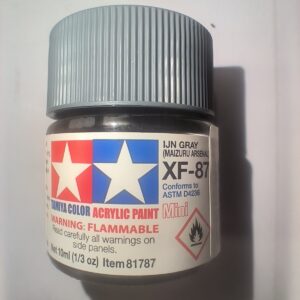 IJN GRAY
(MAIZURU ARSENAL)
XF-87
Conforms to
ASTM D4236
TAMIYA COLOR ACRYLIC PAINT Mini
WARNING: FLAMMABLE
Read carefully all warnings on
side panels.
Net 10ml (1/3 oz) Item 81787